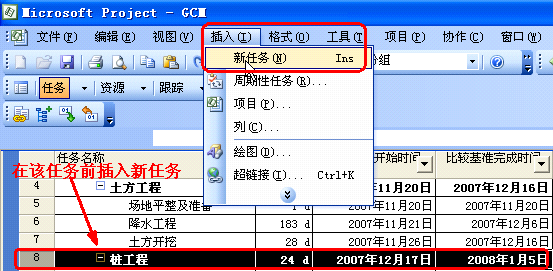 Microsoft Project - GCM
文件(F) 编辑(E) 视图(V) 插入(I) 格式(O) 工具(T) 项目(P) 协作(C) 窗口(W)
新任务(N) Ins
分组
任务 资源 跟踪
周期性任务(R)...
项目(P)...
列(C)...
绘图(D)...
超链接(I)... Ctrl+K
在该任务前插入新任务
任务名称 开始时间 比较基准完成时间
4 土方工程 2007年11月20日 2007年12月16日
5 场地平整及准备 1 d 2007年11月20日 2007年11月20日
6 降水工程 183 d 2007年11月21日 2007年12月6日
7 土方开挖 28 d 2007年11月26日 2007年12月16日
8 桩工程 24 d 2007年12月17日 2008年1月5日